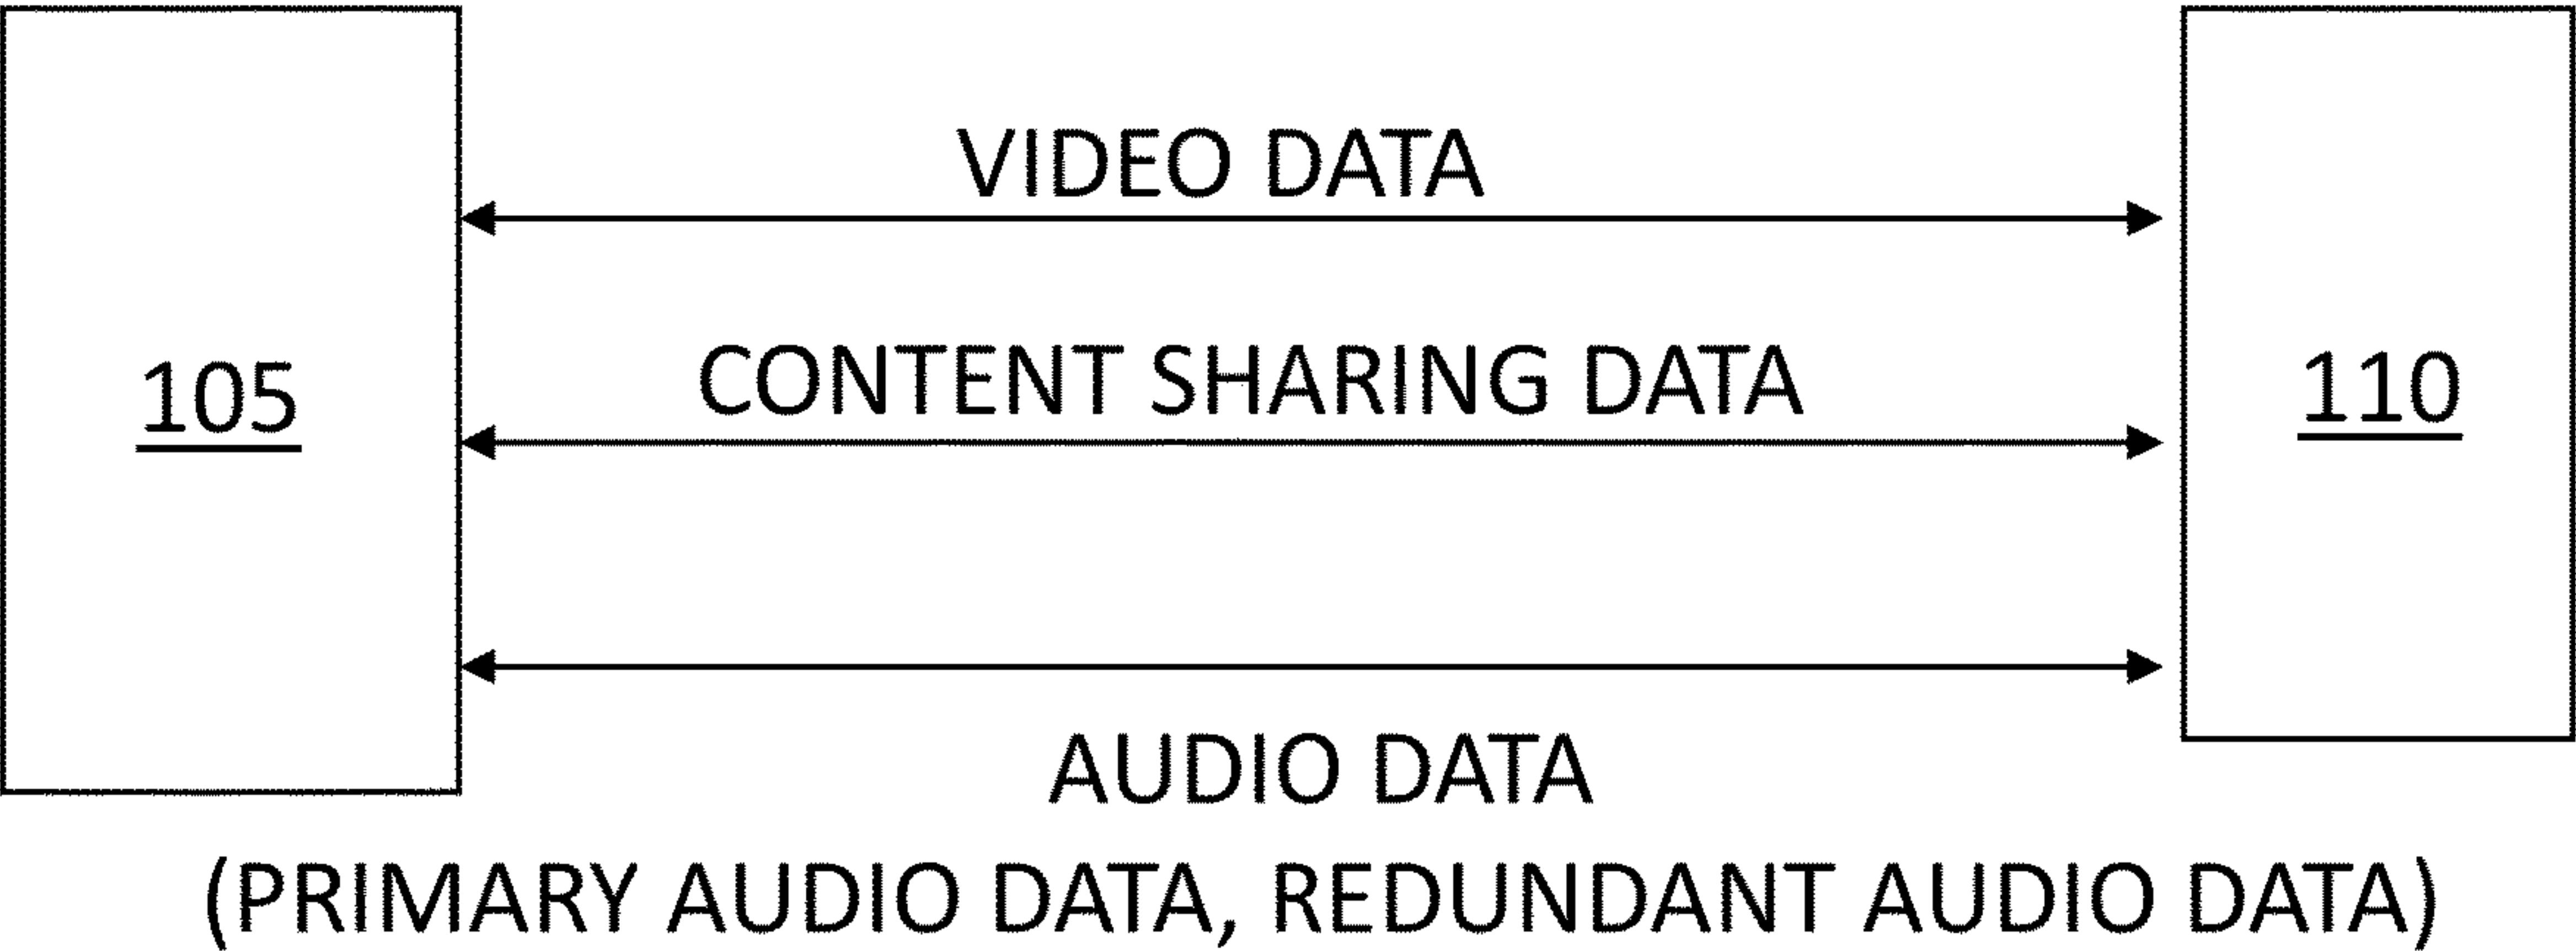 VIDEO DATA
105
CONTENT SHARING DATA
110
AUDIO DATA
(PRIMARY AUDIO DATA, REDUNDANT AUDIO DATA)